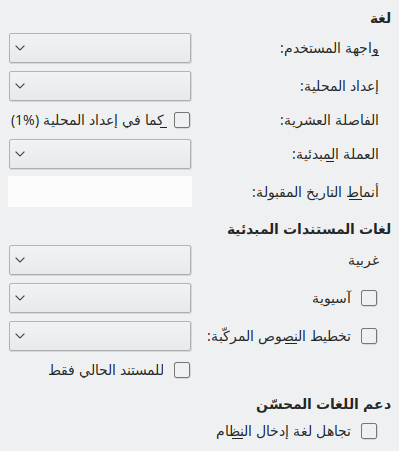 لغة
واجهة المستخدم:
إعداد المحلية:
الفاصلة العشرية: كما في إعداد المحلية (%1)
العملة المبدئية:
أنماط التاريخ المقبولة:
لغات المستندات المبدئية
غربية
آسيوية
تخطيط النصوص المركّبة:
للمستند الحالي فقط
دعم اللغات المحسّن
تجاهل لغة إدخال النظام